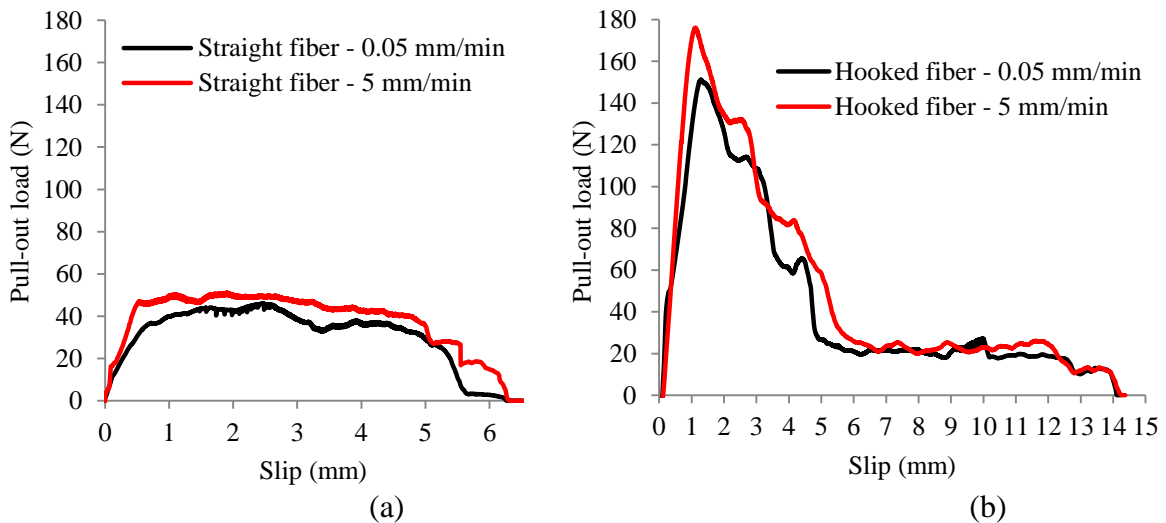 180
160
140
120
100
80
60
40
20
0
Pull-out load (N)
Straight fiber - 0.05 mm/min
Straight fiber - 5 mm/min
0 1 2 3 4 5 6
Slip (mm)
(a)
180
160
140
120
100
80
60
40
20
0
Pull-out load (N)
Hooked fiber - 0.05 mm/min
Hooked fiber - 5 mm/min
0 1 2 3 4 5 6 7 8 9 10 11 12 13 14 15
Slip (mm)
(b)